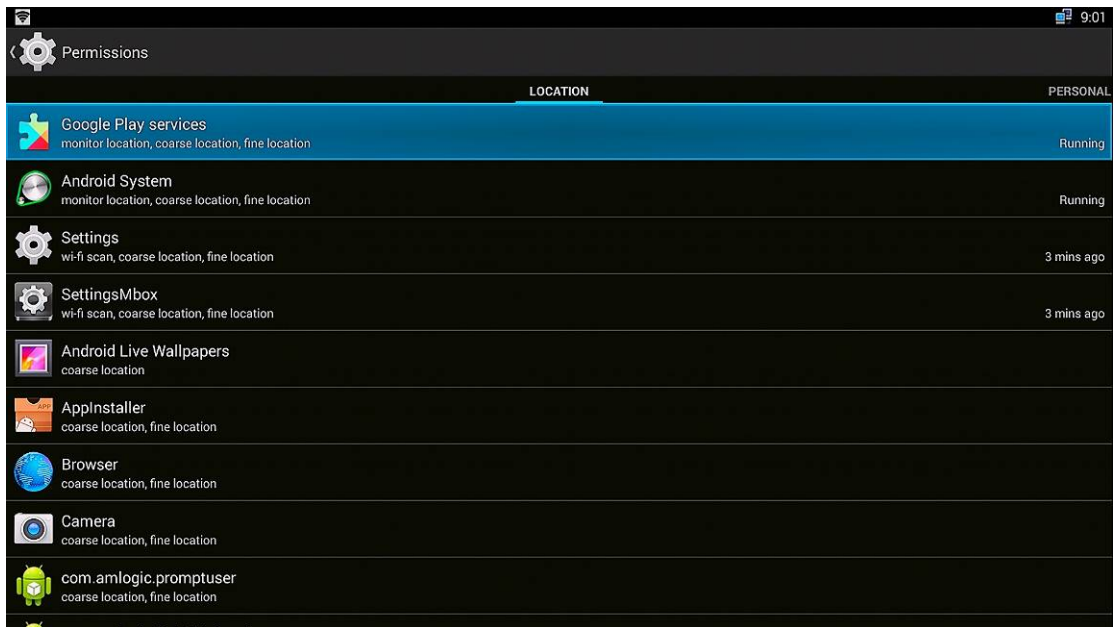 9:01
Permissions
LOCATION
PERSONAL
Google Play services
monitor location, coarse location, fine location
Running
Android System
monitor location, coarse location, fine location
Running
Settings
wi-fi scan, coarse location, fine location
3 mins ago
SettingsMbox
wi-fi scan, coarse location, fine location
3 mins ago
Android Live Wallpapers
coarse location
APP
AppInstaller
coarse location, fine location
Browser
coarse location, fine location
Camera
coarse location, fine location
com.amlogic.promptuser
coarse location, fine location